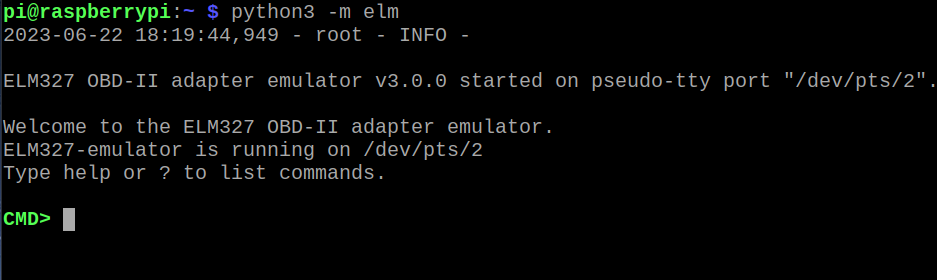 pi@raspberrypi:~ $ python3 -m elm
2023-06-22 18:19:44,949 - root - INFO -
ELM327 OBD-II adapter emulator v3.0.0 started on pseudo-tty port "/dev/pts/2".
Welcome to the ELM327 OBD-II adapter emulator.
ELM327-emulator is running on /dev/pts/2
Type help or ? to list commands.
CMD>